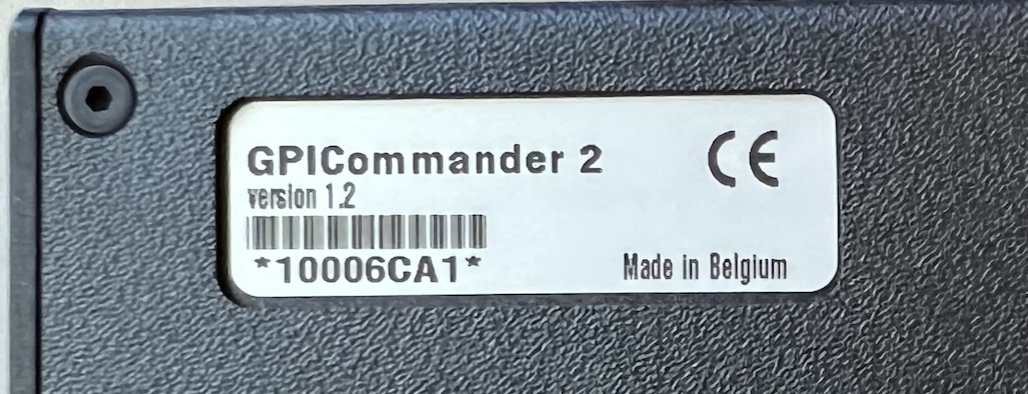 GPICommander 2
CE
version 1.2
*10006CA1*
Made in Belgium